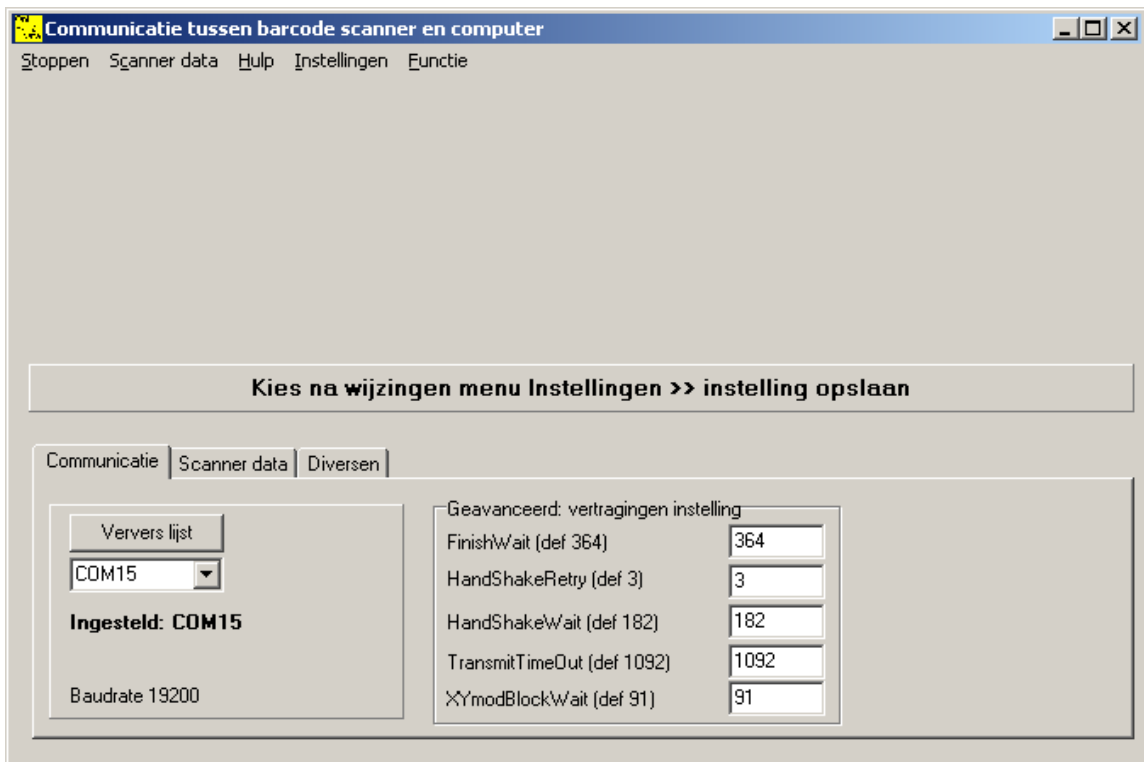 Communicatie tussen barcode scanner en computer
Stoppen Scanner data Hulp Instellingen Functie
Kies na wijzingen menu Instellingen >> instelling opslaan
Communicatie Scanner data Diversen
Ververs lijst
COM15
Ingesteld: COM15
Baudrate 19200
Geavanceerd: vertragingen instelling
FinishWait (def 364) 364
HandShakeRetry (def 3) 3
HandShakeWait (def 182) 182
TransmitTimeOut (def 1092) 1092
XYmodBlockWait (def 91) 91